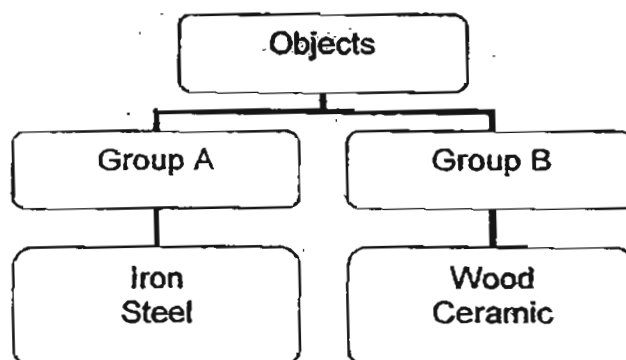 Objects
Group A
Group B
Iron
Steel
Wood
Ceramic